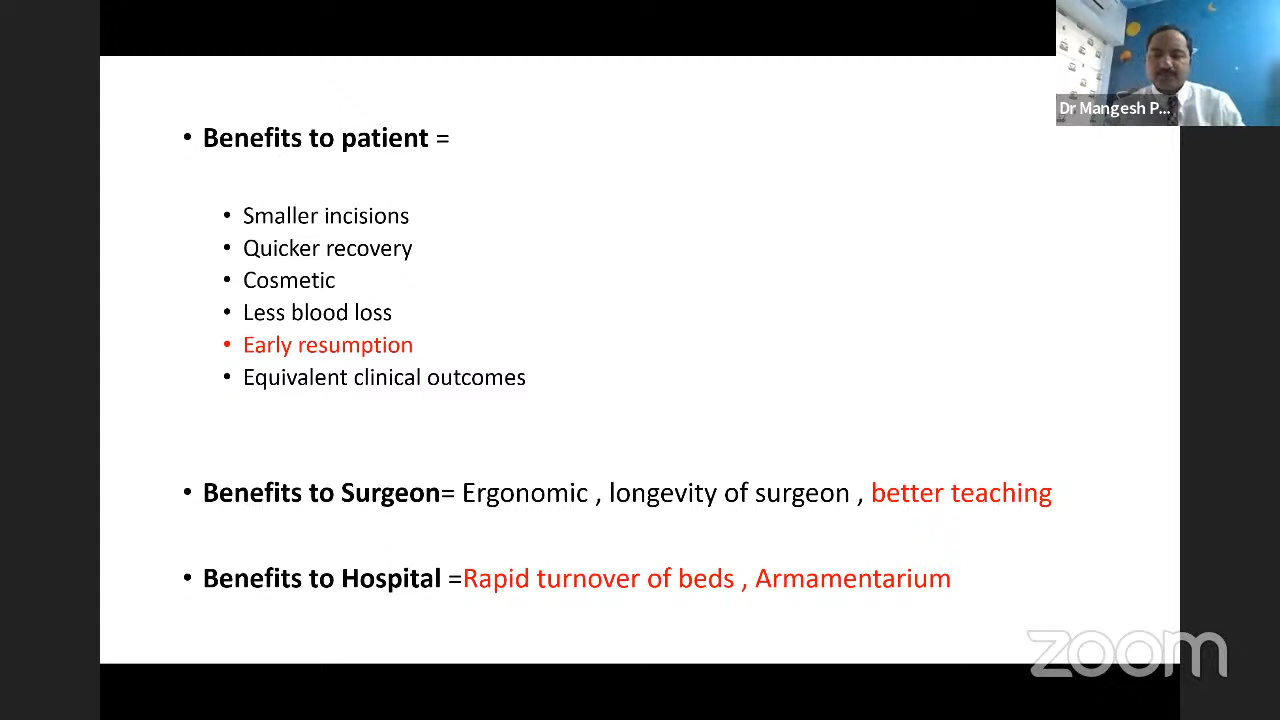 Dr Mangesh P...
• Benefits to patient =
• Smaller incisions
• Quicker recovery
• Cosmetic
• Less blood loss
• Early resumption
• Equivalent clinical outcomes
• Benefits to Surgeon= Ergonomic , longevity of surgeon , better teaching
• Benefits to Hospital =Rapid turnover of beds , Armamentarium
zoom